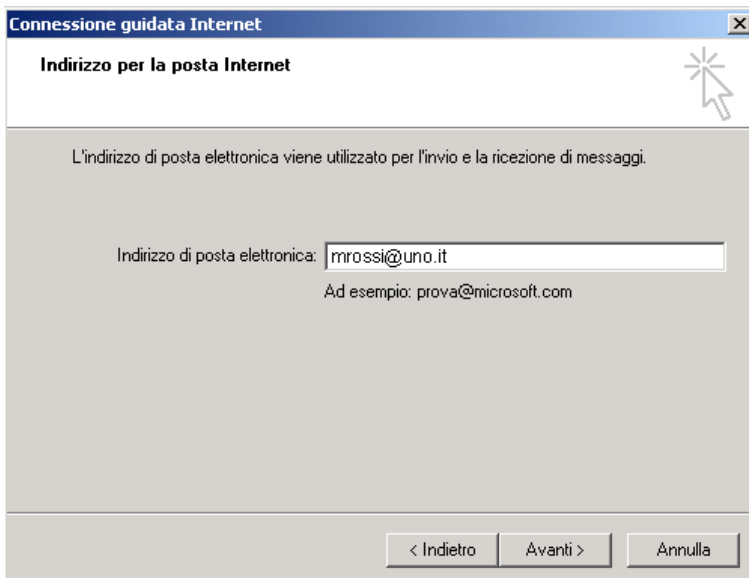 Connessione guidata Internet
Indirizzo per la posta Internet
L'indirizzo di posta elettronica viene utilizzato per l'invio e la ricezione di messaggi.
Indirizzo di posta elettronica: mrossi@uno.it
Ad esempio: prova@microsoft.com
< Indietro Avanti > Annulla